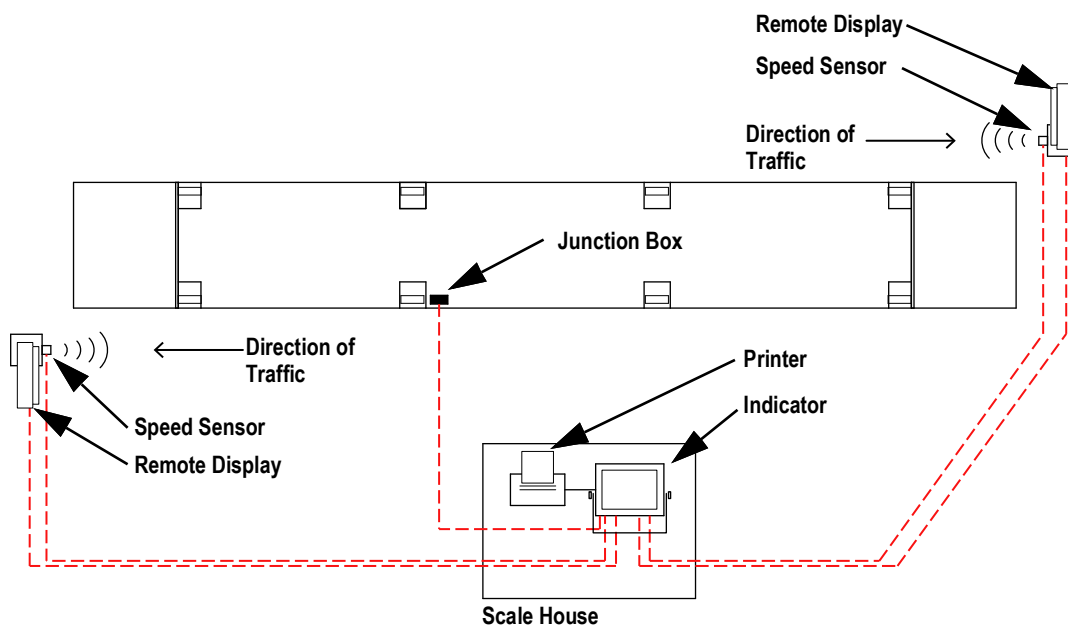 Remote Display
Speed Sensor
Direction of
Traffic
Junction Box
Direction of
Traffic
Printer
Indicator
Speed Sensor
Remote Display
Scale House